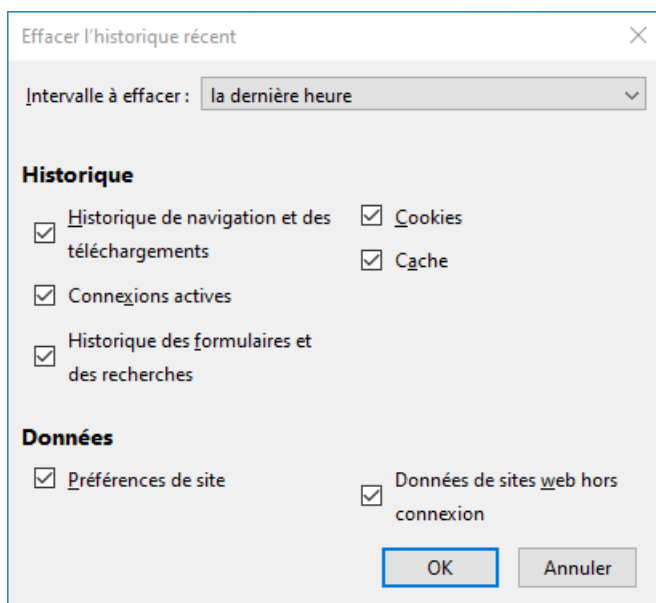 Effacer l'historique récent
Intervalle à effacer : la dernière heure
Historique
Historique de navigation et des
téléchargements
Cookies
Cache
Connexions actives
Historique des formulaires et
des recherches
Données
Préférences de site
Données de sites web hors
connexion
OK Annuler